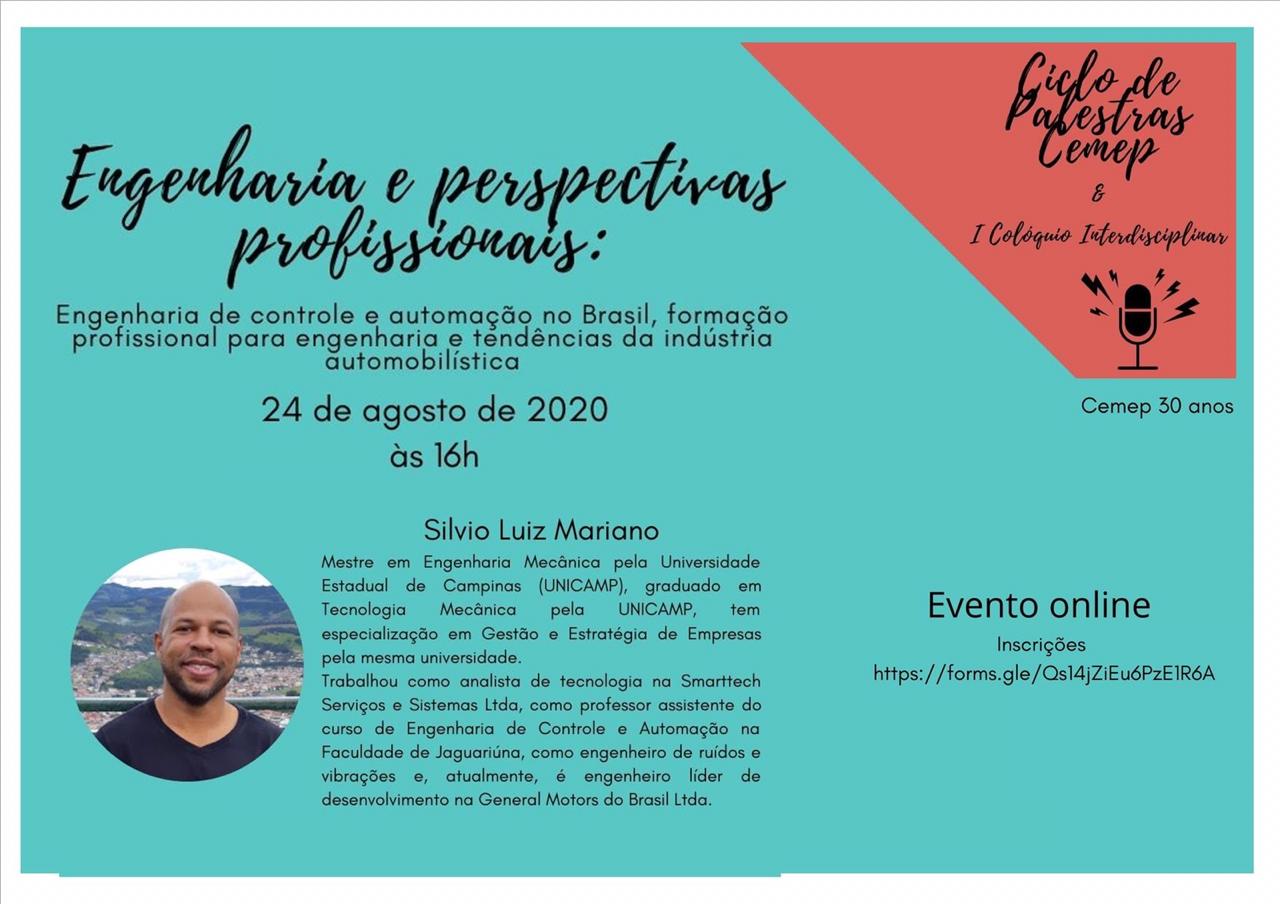 Ciclo de
Palestras
Cemep
&
I Colóquio Interdisciplinar
Cemep 30 anos
Engenharia e perspectivas
profissionais:
Engenharia de controle e automação no Brasil, formação
profissional para engenharia e tendências da indústria
automobilística
24 de agosto de 2020
às 16h
Silvio Luiz Mariano
Mestre em Engenharia Mecânica pela Universidade
Estadual de Campinas (UNICAMP), graduado em
Tecnologia Mecânica pela UNICAMP, tem
especialização em Gestão e Estratégia de Empresas
pela mesma universidade.
Trabalhou como analista de tecnologia na Smarttech
Serviços e Sistemas Ltda, como professor assistente do
curso de Engenharia de Controle e Automação na
Faculdade de Jaguariúna, como engenheiro de ruídos e
vibrações e, atualmente, é engenheiro líder de
desenvolvimento na General Motors do Brasil Ltda.
Evento online
Inscrições
https://forms.gle/Qs14jZiEu6PzE1R6A